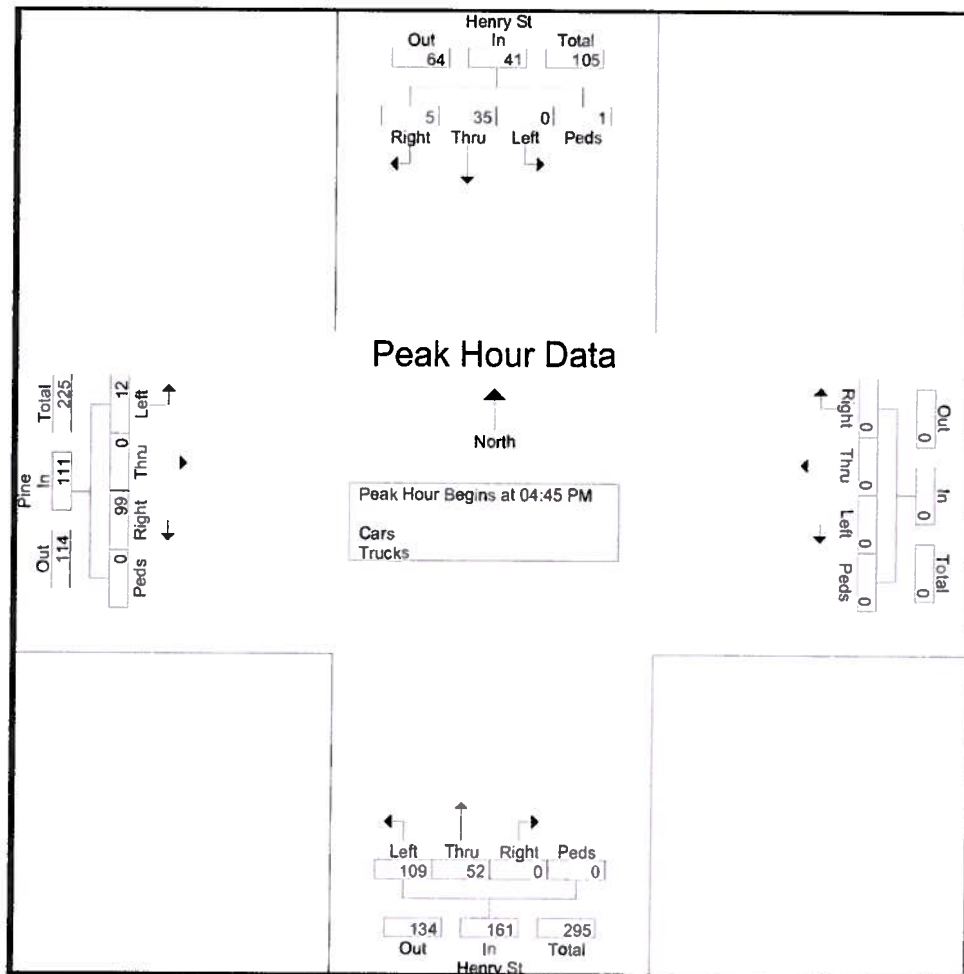 Henry St
Out In Total
64 41 105
5 35 0 1
Right Thru Left Peds
Peak Hour Data
North
Peak Hour Begins at 04:45 PM
Cars
Trucks
Pine
Out In Total
114 111 225
0 99 0 12
Peds Right Thru Left
Out In Total
0 0 0
Right Thru Left Peds
0 0 0 0
Left Thru Right Peds
109 52 0 0
134 161 295
Out In Total
Henry St